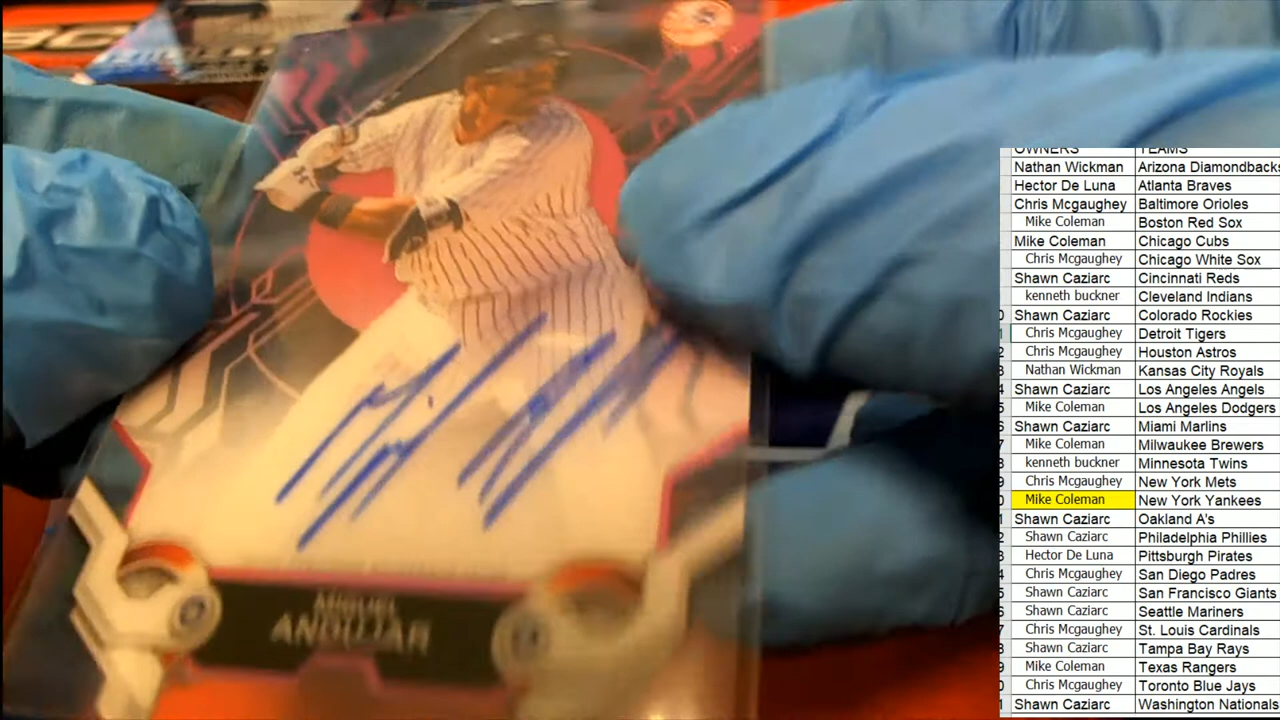 OWNERS TEAMS
Nathan Wickman Arizona Diamondbacks
Hector De Luna Atlanta Braves
Chris Mcgaughey Baltimore Orioles
Mike Coleman Boston Red Sox
Mike Coleman Chicago Cubs
Chris Mcgaughey Chicago White Sox
Shawn Caziarc Cincinnati Reds
kenneth buckner Cleveland Indians
Shawn Caziarc Colorado Rockies
Chris Mcgaughey Detroit Tigers
Chris Mcgaughey Houston Astros
Nathan Wickman Kansas City Royals
Shawn Caziarc Los Angeles Angels
Mike Coleman Los Angeles Dodgers
Shawn Caziarc Miami Marlins
Mike Coleman Milwaukee Brewers
kenneth buckner Minnesota Twins
Chris Mcgaughey New York Mets
Mike Coleman New York Yankees
Shawn Caziarc Oakland A's
Shawn Caziarc Philadelphia Phillies
Hector De Luna Pittsburgh Pirates
Chris Mcgaughey San Diego Padres
Shawn Caziarc San Francisco Giants
Shawn Caziarc Seattle Mariners
Chris Mcgaughey St. Louis Cardinals
Shawn Caziarc Tampa Bay Rays
Mike Coleman Texas Rangers
Chris Mcgaughey Toronto Blue Jays
Shawn Caziarc Washington Nationals